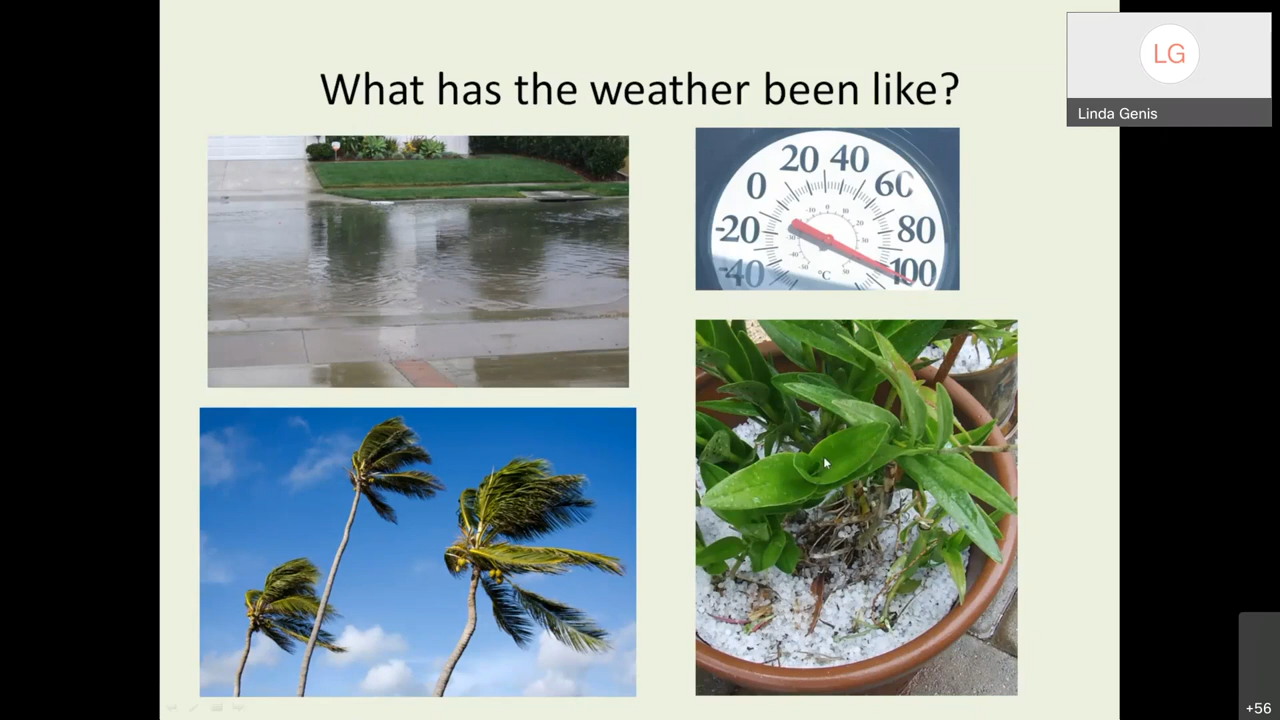 What has the weather been like?
LG
Linda Genis
20 40
0 60
-20 80
-40 100
°C
+56